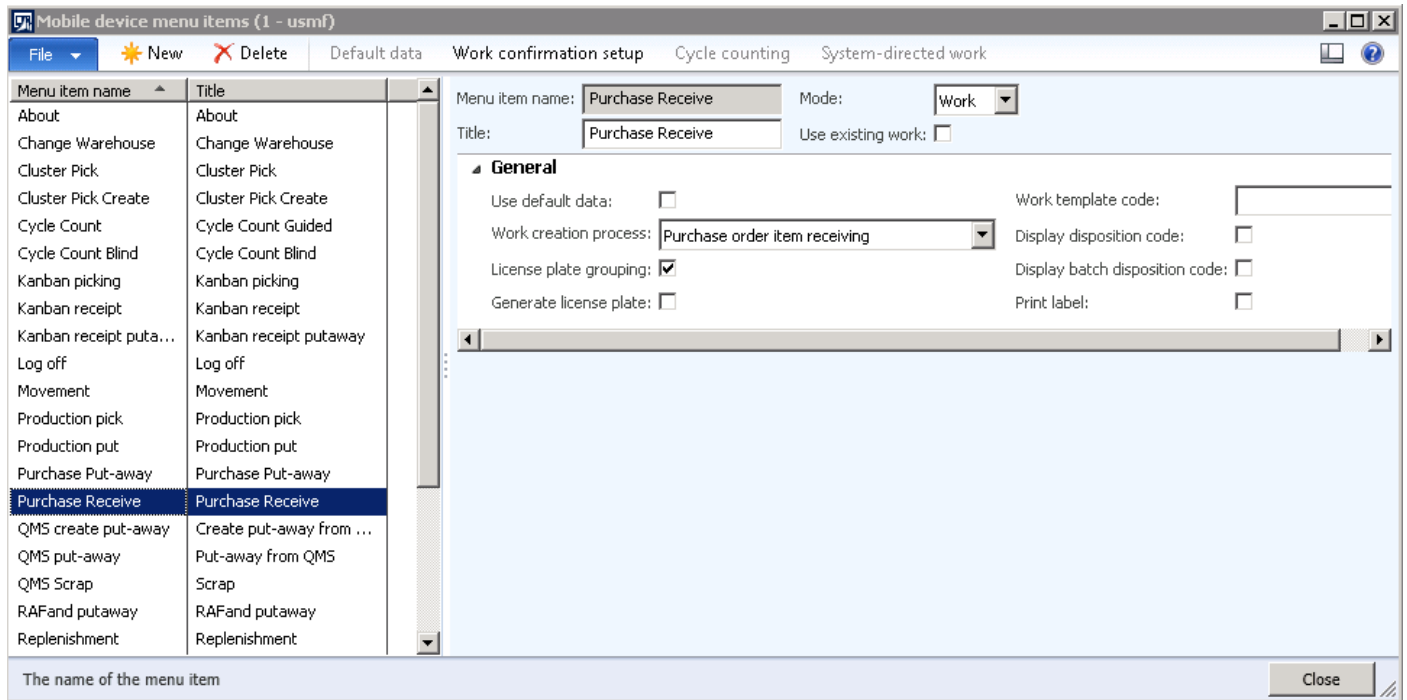 Mobile device menu items (1 - usmf)
File New Delete Default data Work confirmation setup Cycle counting System-directed work
Menu item name Title
About About
Change Warehouse Change Warehouse
Cluster Pick Cluster Pick
Cluster Pick Create Cluster Pick Create
Cycle Count Cycle Count Guided
Cycle Count Blind Cycle Count Blind
Kanban picking Kanban picking
Kanban receipt Kanban receipt
Kanban receipt puta... Kanban receipt putaway
Log off Log off
Movement Movement
Production pick Production pick
Production put Production put
Purchase Put-away Purchase Put-away
Purchase Receive Purchase Receive
QMS create put-away Create put-away from ...
QMS put-away Put-away from QMS
QMS Scrap Scrap
RAFand putaway RAFand putaway
Replenishment Replenishment
Menu item name: Purchase Receive Mode: Work
Title: Purchase Receive Use existing work:
General
Use default data: Work template code:
Work creation process: Purchase order item receiving Display disposition code:
License plate grouping: Display batch disposition code:
Generate license plate: Print label:
The name of the menu item Close